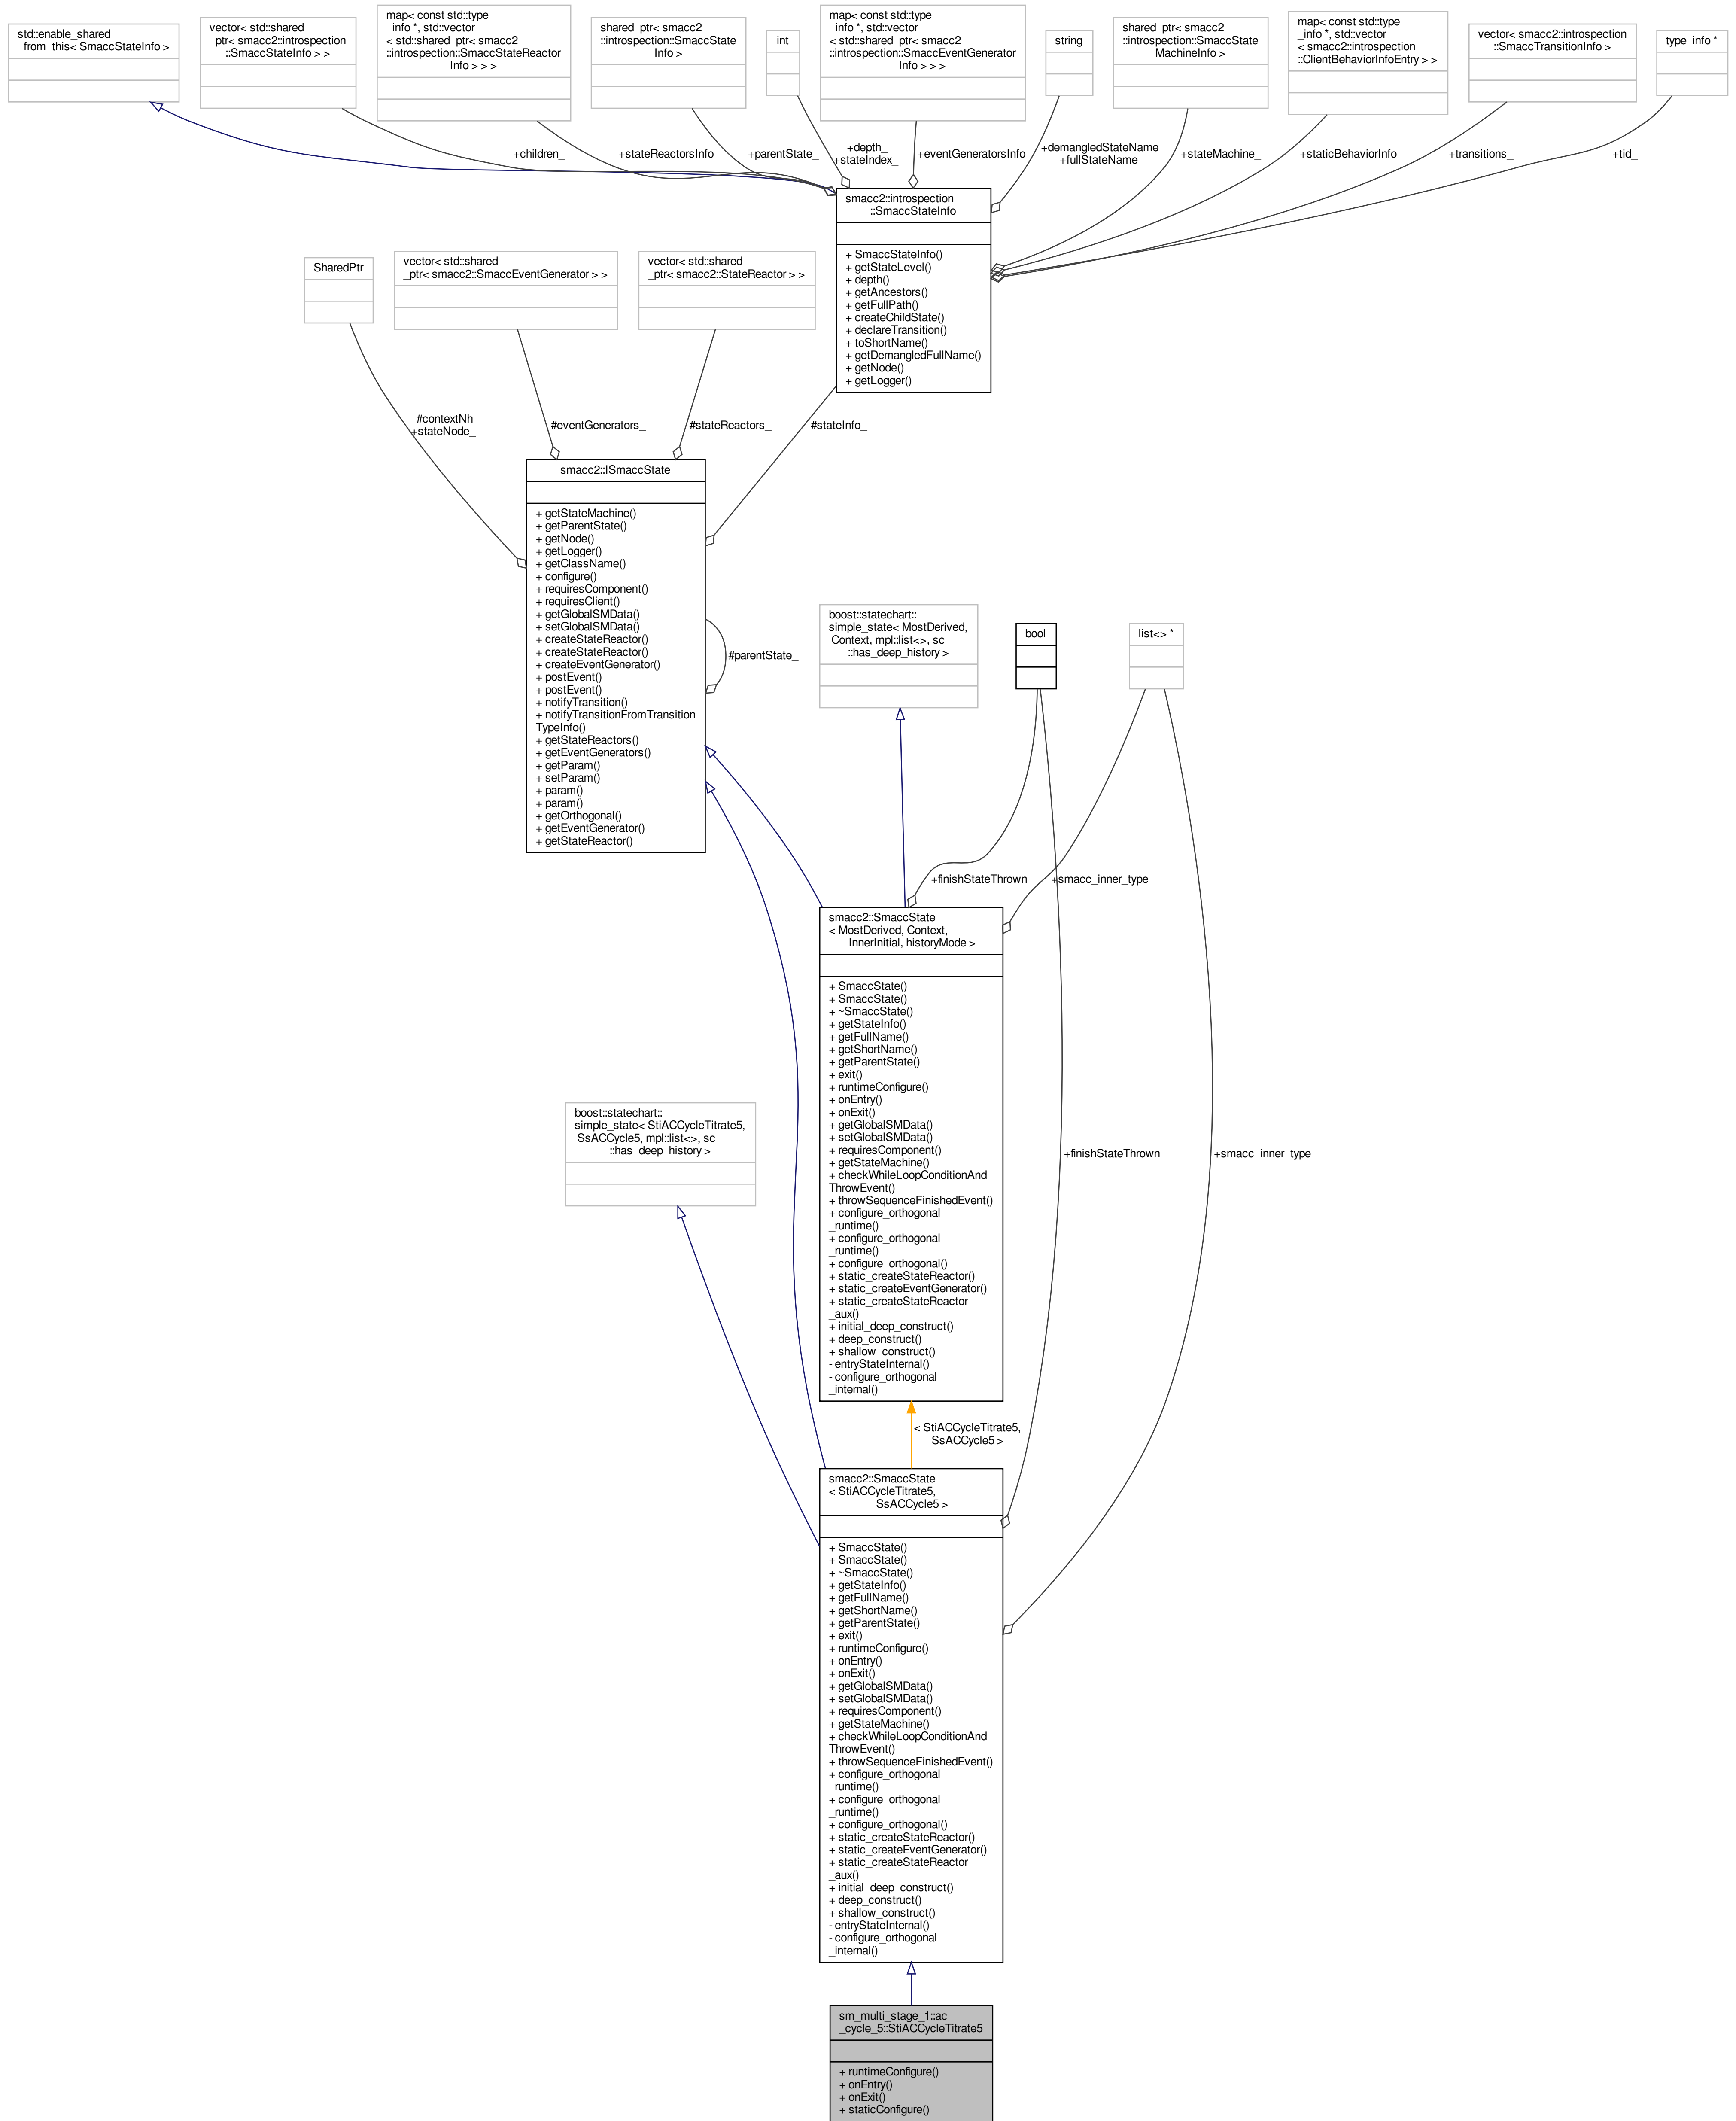 std::enable_shared
_from_this< SmaccStateInfo >
vector< std::shared
_ptr< smacc2::introspection
::SmaccStateInfo > >
map< const std::type
_info *, std::vector
< std::shared_ptr< smacc2
::introspection::SmaccStateReactor
Info > > >
shared_ptr< smacc2
::introspection::SmaccState
Info >
int
map< const std::type
_info *, std::vector
< std::shared_ptr< smacc2
::introspection::SmaccEventGenerator
Info > > >
string
shared_ptr< smacc2
::introspection::SmaccState
MachineInfo >
map< const std::type
_info *, std::vector
< smacc2::introspection
::ClientBehaviorInfoEntry > >
vector< smacc2::introspection
::SmaccTransitionInfo >
type_info *
+children_
+stateReactorsInfo
+parentState_
+depth_
+stateIndex_
+eventGeneratorsInfo
+demangledStateName
+fullStateName
+stateMachine_
+staticBehaviorInfo
+transitions_
+tid_
smacc2::introspection
::SmaccStateInfo
+ SmaccStateInfo()
+ getStateLevel()
+ depth()
+ getAncestors()
+ getFullPath()
+ createChildState()
+ declareTransition()
+ toShortName()
+ getDemangledFullName()
+ getNode()
+ getLogger()
SharedPtr
vector< std::shared
_ptr< smacc2::SmaccEventGenerator > >
vector< std::shared
_ptr< smacc2::StateReactor > >
#contextNh
+stateNode_
#eventGenerators_
#stateReactors_
#stateInfo_
smacc2::ISmaccState
+ getStateMachine()
+ getParentState()
+ getNode()
+ getLogger()
+ getClassName()
+ configure()
+ requiresComponent()
+ requiresClient()
+ getGlobalSMData()
+ setGlobalSMData()
+ createStateReactor()
+ createStateReactor()
+ createEventGenerator()
+ postEvent()
+ postEvent()
+ notifyTransition()
+ notifyTransitionFromTransition
TypeInfo()
+ getStateReactors()
+ getEventGenerators()
+ getParam()
+ setParam()
+ param()
+ param()
+ getOrthogonal()
+ getEventGenerator()
+ getStateReactor()
#parentState_
boost::statechart::
simple_state< MostDerived,
Context, mpl::list<>, sc
::has_deep_history >
bool
list<> *
+finishStateThrown
+smacc_inner_type
smacc2::SmaccState
< MostDerived, Context,
InnerInitial, historyMode >
+ SmaccState()
+ SmaccState()
+ ~SmaccState()
+ getStateInfo()
+ getFullName()
+ getShortName()
+ getParentState()
+ exit()
+ runtimeConfigure()
+ onEntry()
+ onExit()
+ getGlobalSMData()
+ setGlobalSMData()
+ requiresComponent()
+ getStateMachine()
+ checkWhileLoopConditionAnd
ThrowEvent()
+ throwSequenceFinishedEvent()
+ configure_orthogonal
_runtime()
+ configure_orthogonal
_runtime()
+ configure_orthogonal()
+ static_createStateReactor()
+ static_createEventGenerator()
+ static_createStateReactor
_aux()
+ initial_deep_construct()
+ deep_construct()
+ shallow_construct()
- entryStateInternal()
- configure_orthogonal
_internal()
boost::statechart::
simple_state< StiACCycleTitrate5,
SsACCycle5, mpl::list<>, sc
::has_deep_history >
+finishStateThrown
+smacc_inner_type
< StiACCycleTitrate5,
SsACCycle5 >
smacc2::SmaccState
< StiACCycleTitrate5,
SsACCycle5 >
+ SmaccState()
+ SmaccState()
+ ~SmaccState()
+ getStateInfo()
+ getFullName()
+ getShortName()
+ getParentState()
+ exit()
+ runtimeConfigure()
+ onEntry()
+ onExit()
+ getGlobalSMData()
+ setGlobalSMData()
+ requiresComponent()
+ getStateMachine()
+ checkWhileLoopConditionAnd
ThrowEvent()
+ throwSequenceFinishedEvent()
+ configure_orthogonal
_runtime()
+ configure_orthogonal
_runtime()
+ configure_orthogonal()
+ static_createStateReactor()
+ static_createEventGenerator()
+ static_createStateReactor
_aux()
+ initial_deep_construct()
+ deep_construct()
+ shallow_construct()
- entryStateInternal()
- configure_orthogonal
_internal()
sm_multi_stage_1::ac
_cycle_5::StiACCycleTitrate5
+ runtimeConfigure()
+ onEntry()
+ onExit()
+ staticConfigure()